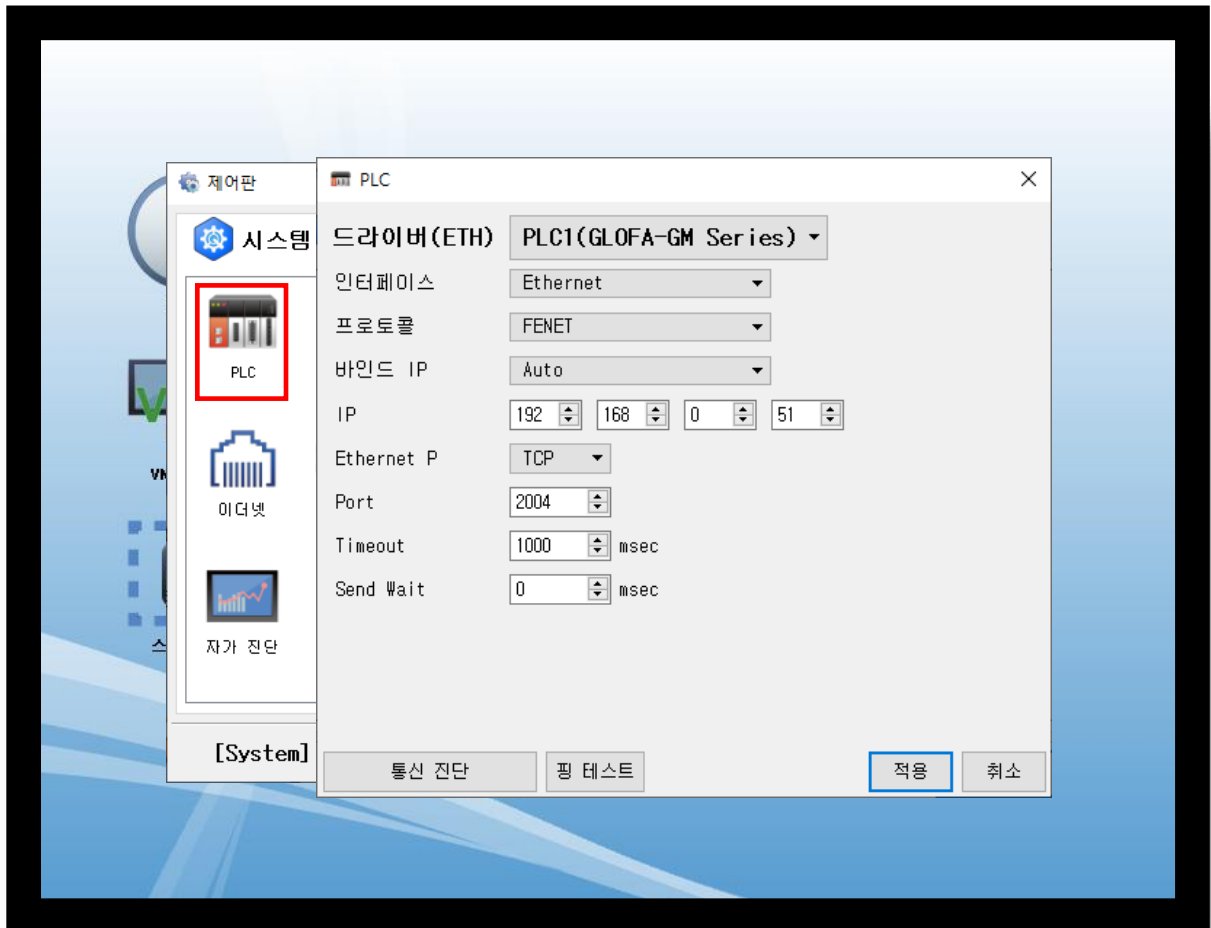 제어판
시스템
PLC
이더넷
자가 진단
[System]
PLC
드라이버(ETH) PLC1(GLOFA-GM Series)
인터페이스 Ethernet
프로토콜 FENET
바인드 IP Auto
IP 192 168 0 51
Ethernet P TCP
Port 2004
Timeout 1000 msec
Send Wait 0 msec
통신 진단 핑 테스트 적용 취소